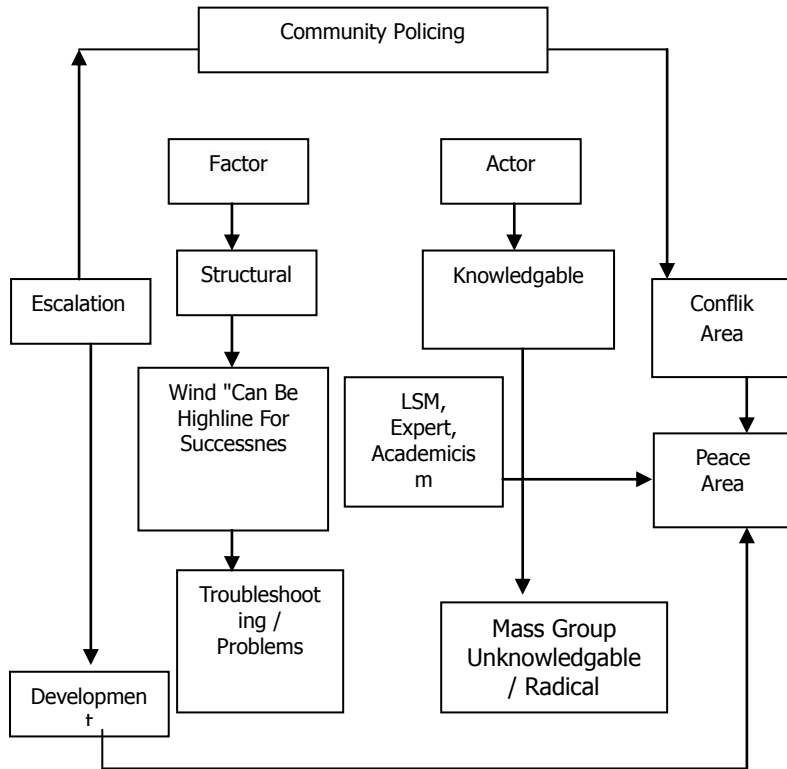 Community Policing
Factor
Actor
Escalation
Structural
Knowledgable
Conflik
Area
Wind "Can Be
Highline For
Successnes
LSM,
Expert,
Academicis
m
Peace
Area
Troubleshoot
ing /
Problems
Mass Group
Unknowledgable
/ Radical
Developmen
t